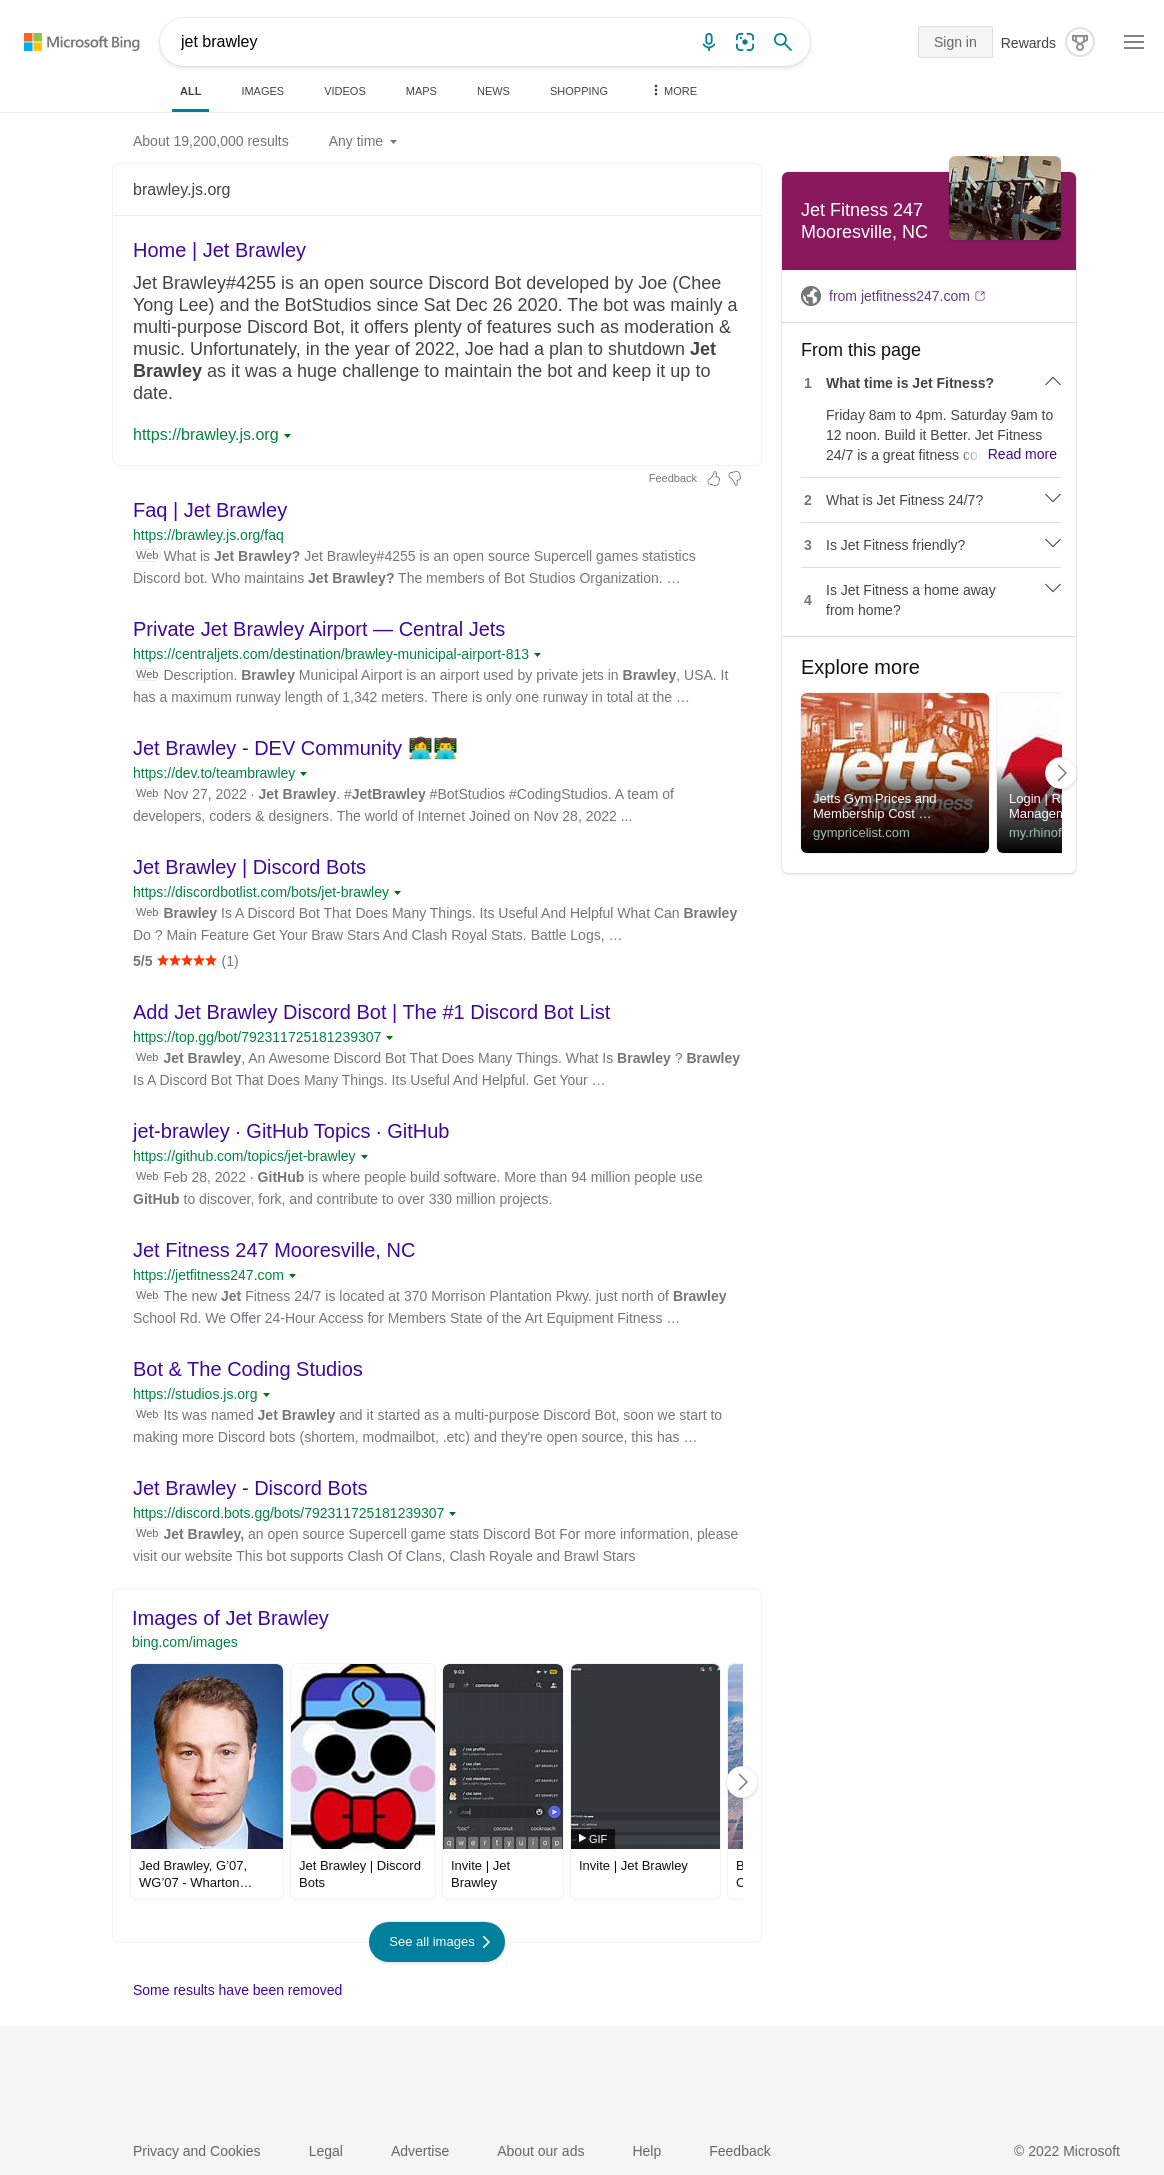 Microsoft Bing
jet brawley
Sign in
Rewards
ALL
IMAGES
VIDEOS
MAPS
NEWS
SHOPPING
MORE
About 19,200,000 results
Any time
brawley.js.org
Home | Jet Brawley
Jet Brawley#4255 is an open source Discord Bot developed by Joe (Chee
Yong Lee) and the BotStudios since Sat Dec 26 2020. The bot was mainly a
multi-purpose Discord Bot, it offers plenty of features such as moderation &
music. Unfortunately, in the year of 2022, Joe had a plan to shutdown Jet
Brawley as it was a huge challenge to maintain the bot and keep it up to
date.
https://brawley.js.org
Feedback
Faq | Jet Brawley
https://brawley.js.org/faq
Web What is Jet Brawley? Jet Brawley#4255 is an open source Supercell games statistics
Discord bot. Who maintains Jet Brawley? The members of Bot Studios Organization. …
Private Jet Brawley Airport — Central Jets
https://centraljets.com/destination/brawley-municipal-airport-813
Web Description. Brawley Municipal Airport is an airport used by private jets in Brawley, USA. It
has a maximum runway length of 1,342 meters. There is only one runway in total at the …
Jet Brawley - DEV Community 👩‍💻👨‍💻
https://dev.to/teambrawley
Web Nov 27, 2022 · Jet Brawley. #JetBrawley #BotStudios #CodingStudios. A team of
developers, coders & designers. The world of Internet Joined on Nov 28, 2022 ...
Jet Brawley | Discord Bots
https://discordbotlist.com/bots/jet-brawley
Web Brawley Is A Discord Bot That Does Many Things. Its Useful And Helpful What Can Brawley
Do ? Main Feature Get Your Braw Stars And Clash Royal Stats. Battle Logs, …
5/5 ★★★★★ (1)
Add Jet Brawley Discord Bot | The #1 Discord Bot List
https://top.gg/bot/792311725181239307
Web Jet Brawley, An Awesome Discord Bot That Does Many Things. What Is Brawley ? Brawley
Is A Discord Bot That Does Many Things. Its Useful And Helpful. Get Your …
jet-brawley · GitHub Topics · GitHub
https://github.com/topics/jet-brawley
Web Feb 28, 2022 · GitHub is where people build software. More than 94 million people use
GitHub to discover, fork, and contribute to over 330 million projects.
Jet Fitness 247 Mooresville, NC
https://jetfitness247.com
Web The new Jet Fitness 24/7 is located at 370 Morrison Plantation Pkwy. just north of Brawley
School Rd. We Offer 24-Hour Access for Members State of the Art Equipment Fitness …
Bot & The Coding Studios
https://studios.js.org
Web Its was named Jet Brawley and it started as a multi-purpose Discord Bot, soon we start to
making more Discord bots (shortem, modmailbot, .etc) and they're open source, this has …
Jet Brawley - Discord Bots
https://discord.bots.gg/bots/792311725181239307
Web Jet Brawley, an open source Supercell game stats Discord Bot For more information, please
visit our website This bot supports Clash Of Clans, Clash Royale and Brawl Stars
Images of Jet Brawley
bing.com/images
9:03
commands
/ coc profile
JET BRAWLEY
/ coc clan
JET BRAWLEY
/ coc members
JET BRAWLEY
/ coc save
JET BRAWLEY
/coc
"coc"
coconut
cockroach
q w e r t y u i o p
GIF
Jed Brawley, G'07,
WG'07 - Wharton…
Jet Brawley | Discord
Bots
Invite | Jet
Brawley
Invite | Jet Brawley
See all images
Some results have been removed
Jet Fitness 247
Mooresville, NC
from jetfitness247.com
From this page
1 What time is Jet Fitness?
Friday 8am to 4pm. Saturday 9am to
12 noon. Build it Better. Jet Fitness
24/7 is a great fitness co Read more
2 What is Jet Fitness 24/7?
3 Is Jet Fitness friendly?
4 Is Jet Fitness a home away
from home?
Explore more
jetts
24 hour fitness
Jetts Gym Prices and
Membership Cost …
gympricelist.com
Login | R
Managem
my.rhinof
Privacy and Cookies
Legal
Advertise
About our ads
Help
Feedback
© 2022 Microsoft